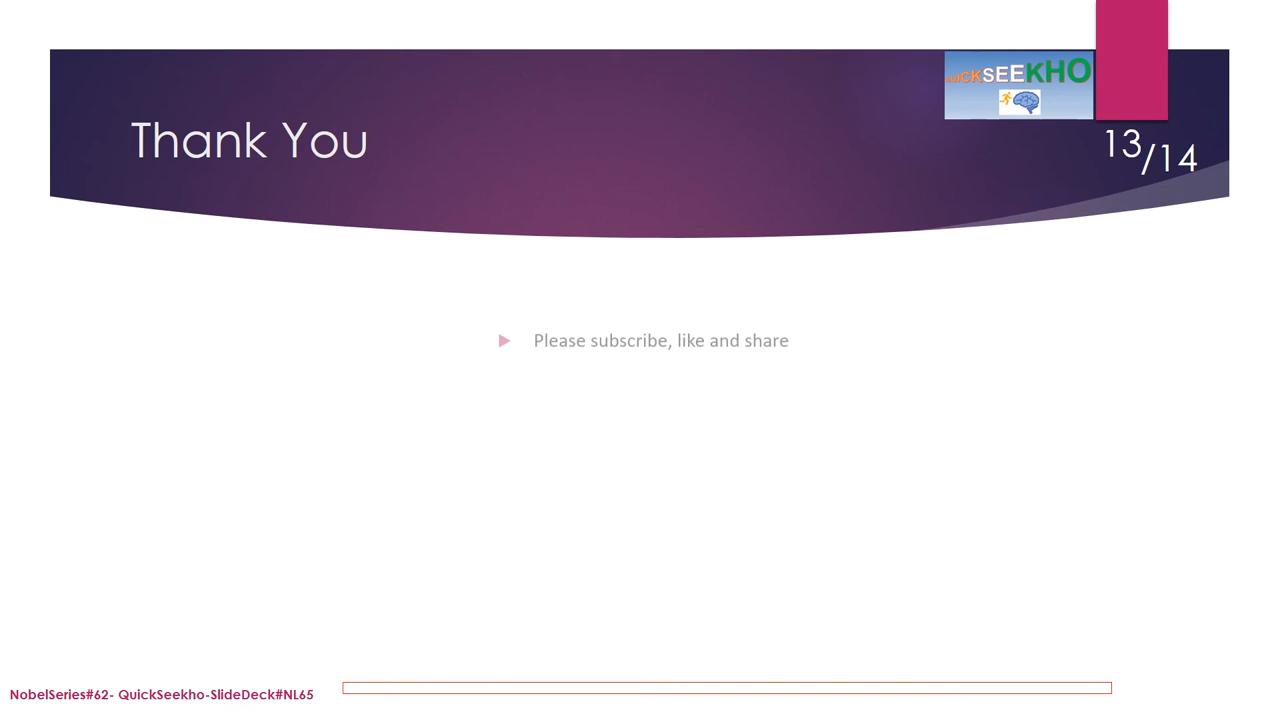 QUICKSEEKHO
Thank You
13/14
Please subscribe, like and share
NobelSeries#62- QuickSeekho-SlideDeck#NL65